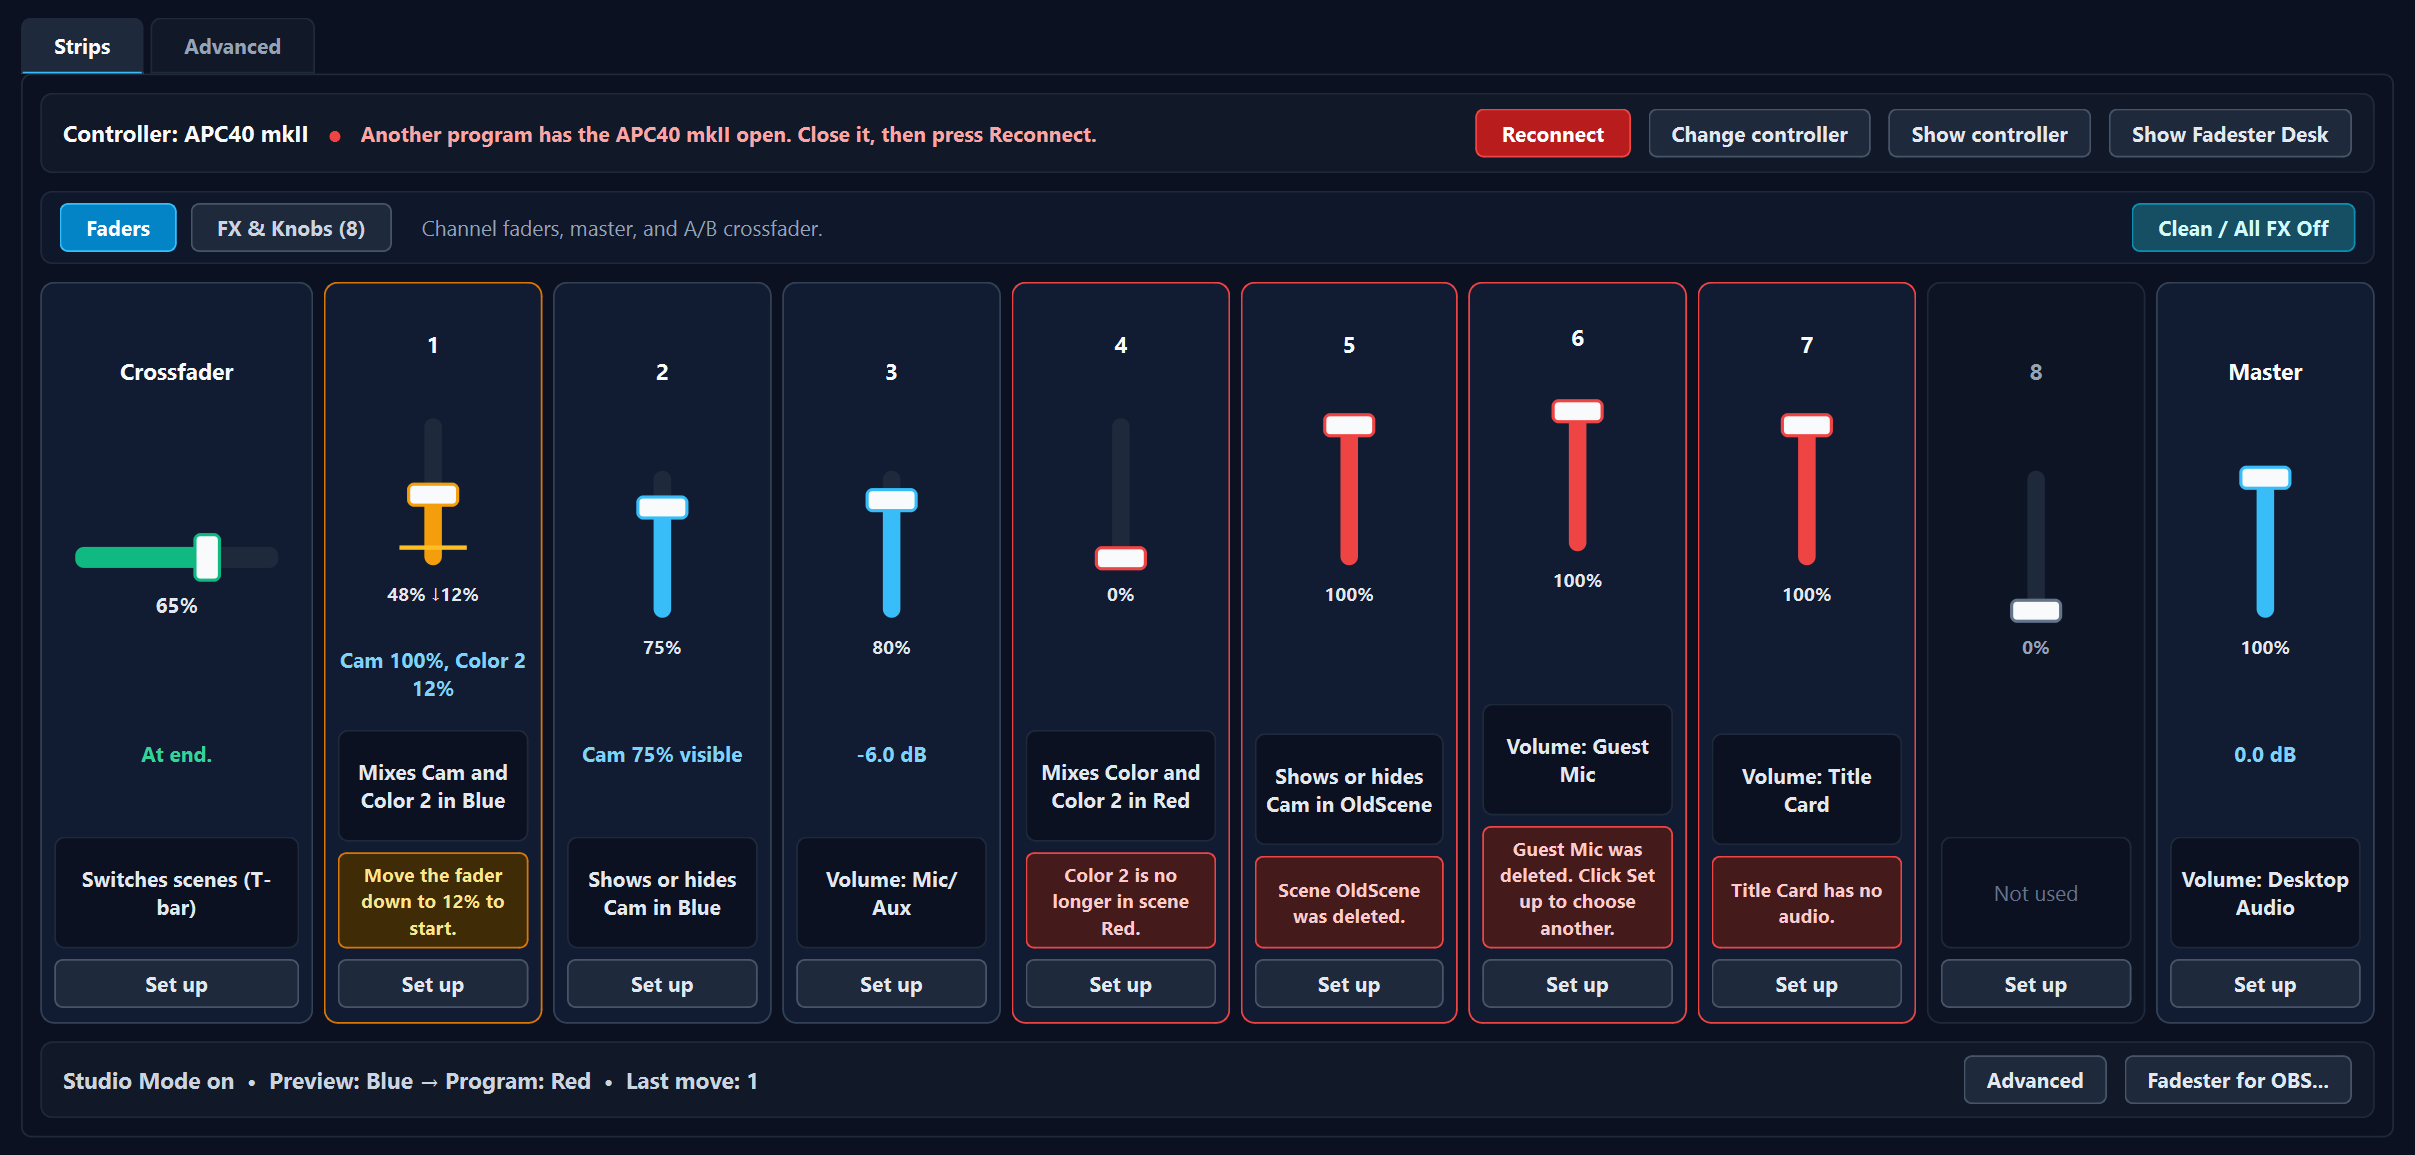 Strips
Advanced
Controller: APC40 mkII ● Another program has the APC40 mkII open. Close it, then press Reconnect.
Reconnect
Change controller
Show controller
Show Fadester Desk
Faders
FX & Knobs (8)
Channel faders, master, and A/B crossfader.
Clean / All FX Off
Crossfader
65%
At end.
Switches scenes (T-
bar)
Set up
1
48% ↓12%
Cam 100%, Color 2
12%
Mixes Cam and
Color 2 in Blue
Move the fader
down to 12% to
start.
Set up
2
75%
Cam 75% visible
Shows or hides
Cam in Blue
Set up
3
80%
-6.0 dB
Volume: Mic/
Aux
Set up
4
0%
Mixes Color and
Color 2 in Red
Color 2 is no
longer in scene
Red.
Set up
5
100%
Shows or hides
Cam in OldScene
Scene OldScene
was deleted.
Set up
6
100%
Volume: Guest
Mic
Guest Mic was
deleted. Click Set
up to choose
another.
Set up
7
100%
Volume: Title
Card
Title Card has no
audio.
Set up
8
0%
Not used
Set up
Master
100%
0.0 dB
Volume: Desktop
Audio
Set up
Studio Mode on • Preview: Blue → Program: Red • Last move: 1
Advanced
Fadester for OBS...